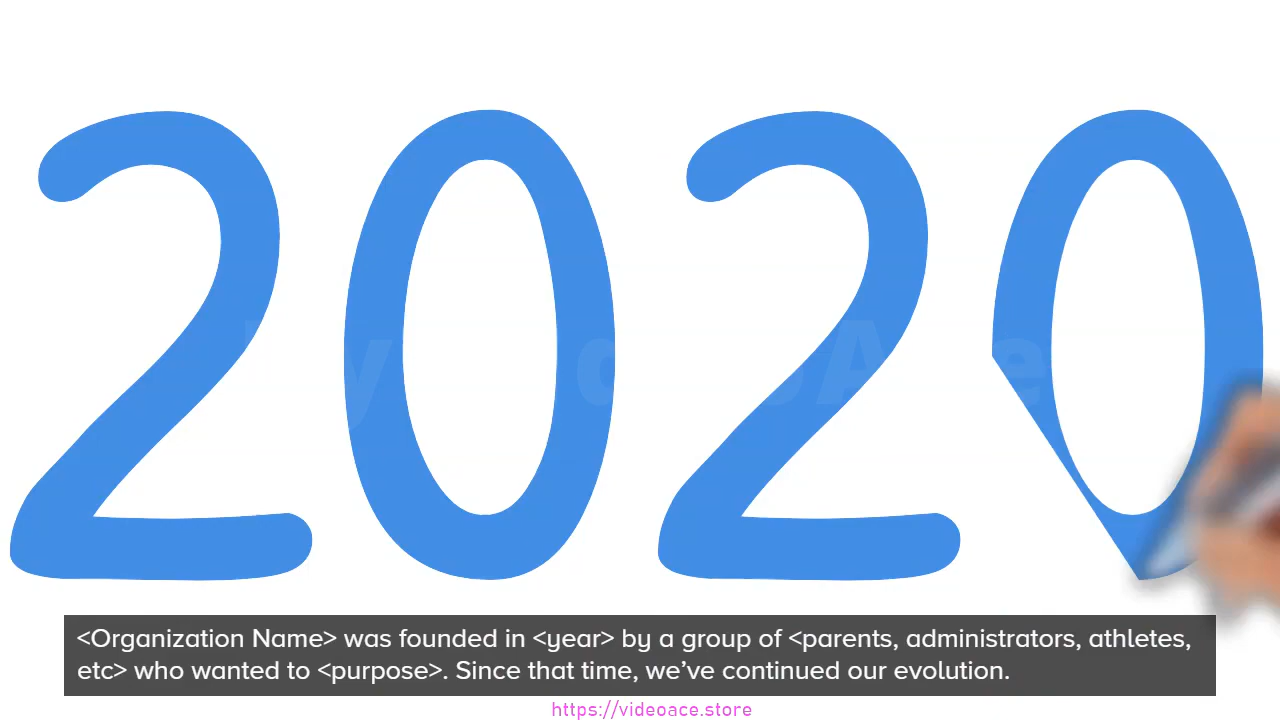 2020
<Organization Name> was founded in <year> by a group of <parents, administrators, athletes,
etc> who wanted to <purpose>. Since that time, we’ve continued our evolution.
https://videoace.store